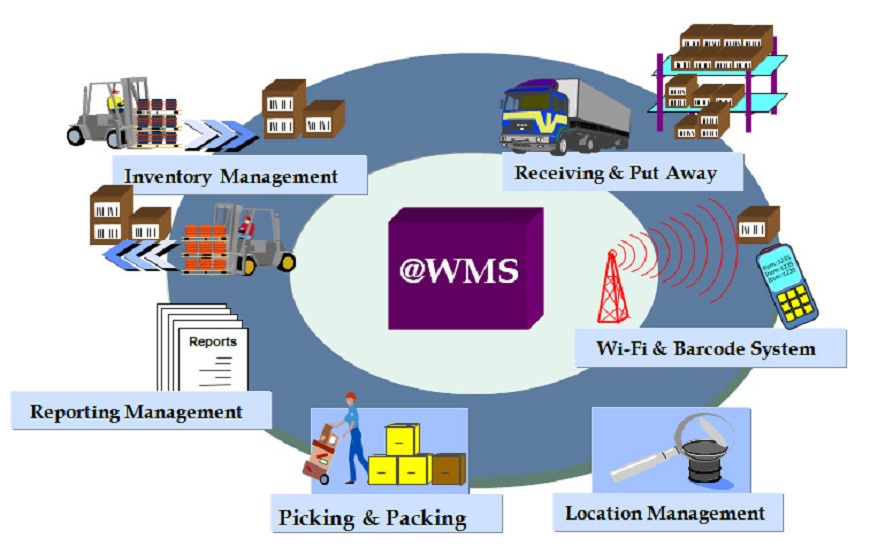 Inventory Management
Receiving & Put Away
@WMS
Wi-Fi & Barcode System
Reports
Reporting Management
Picking & Packing
Location Management